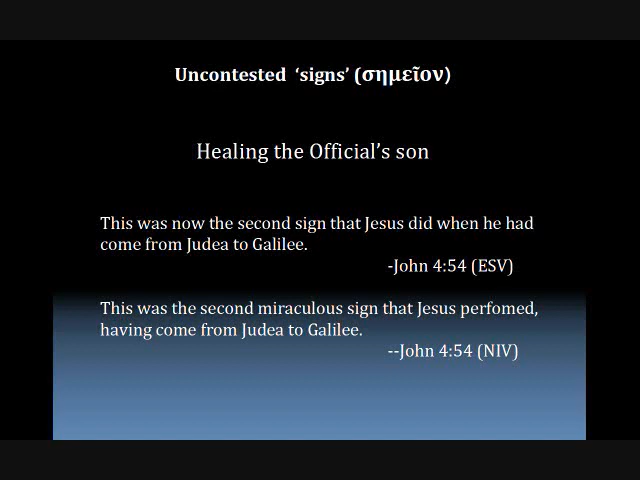 Uncontested ‘signs’ (σημεῖον)
Healing the Official’s son
This was now the second sign that Jesus did when he had
come from Judea to Galilee.
-John 4:54 (ESV)
This was the second miraculous sign that Jesus perfomed,
having come from Judea to Galilee.
--John 4:54 (NIV)